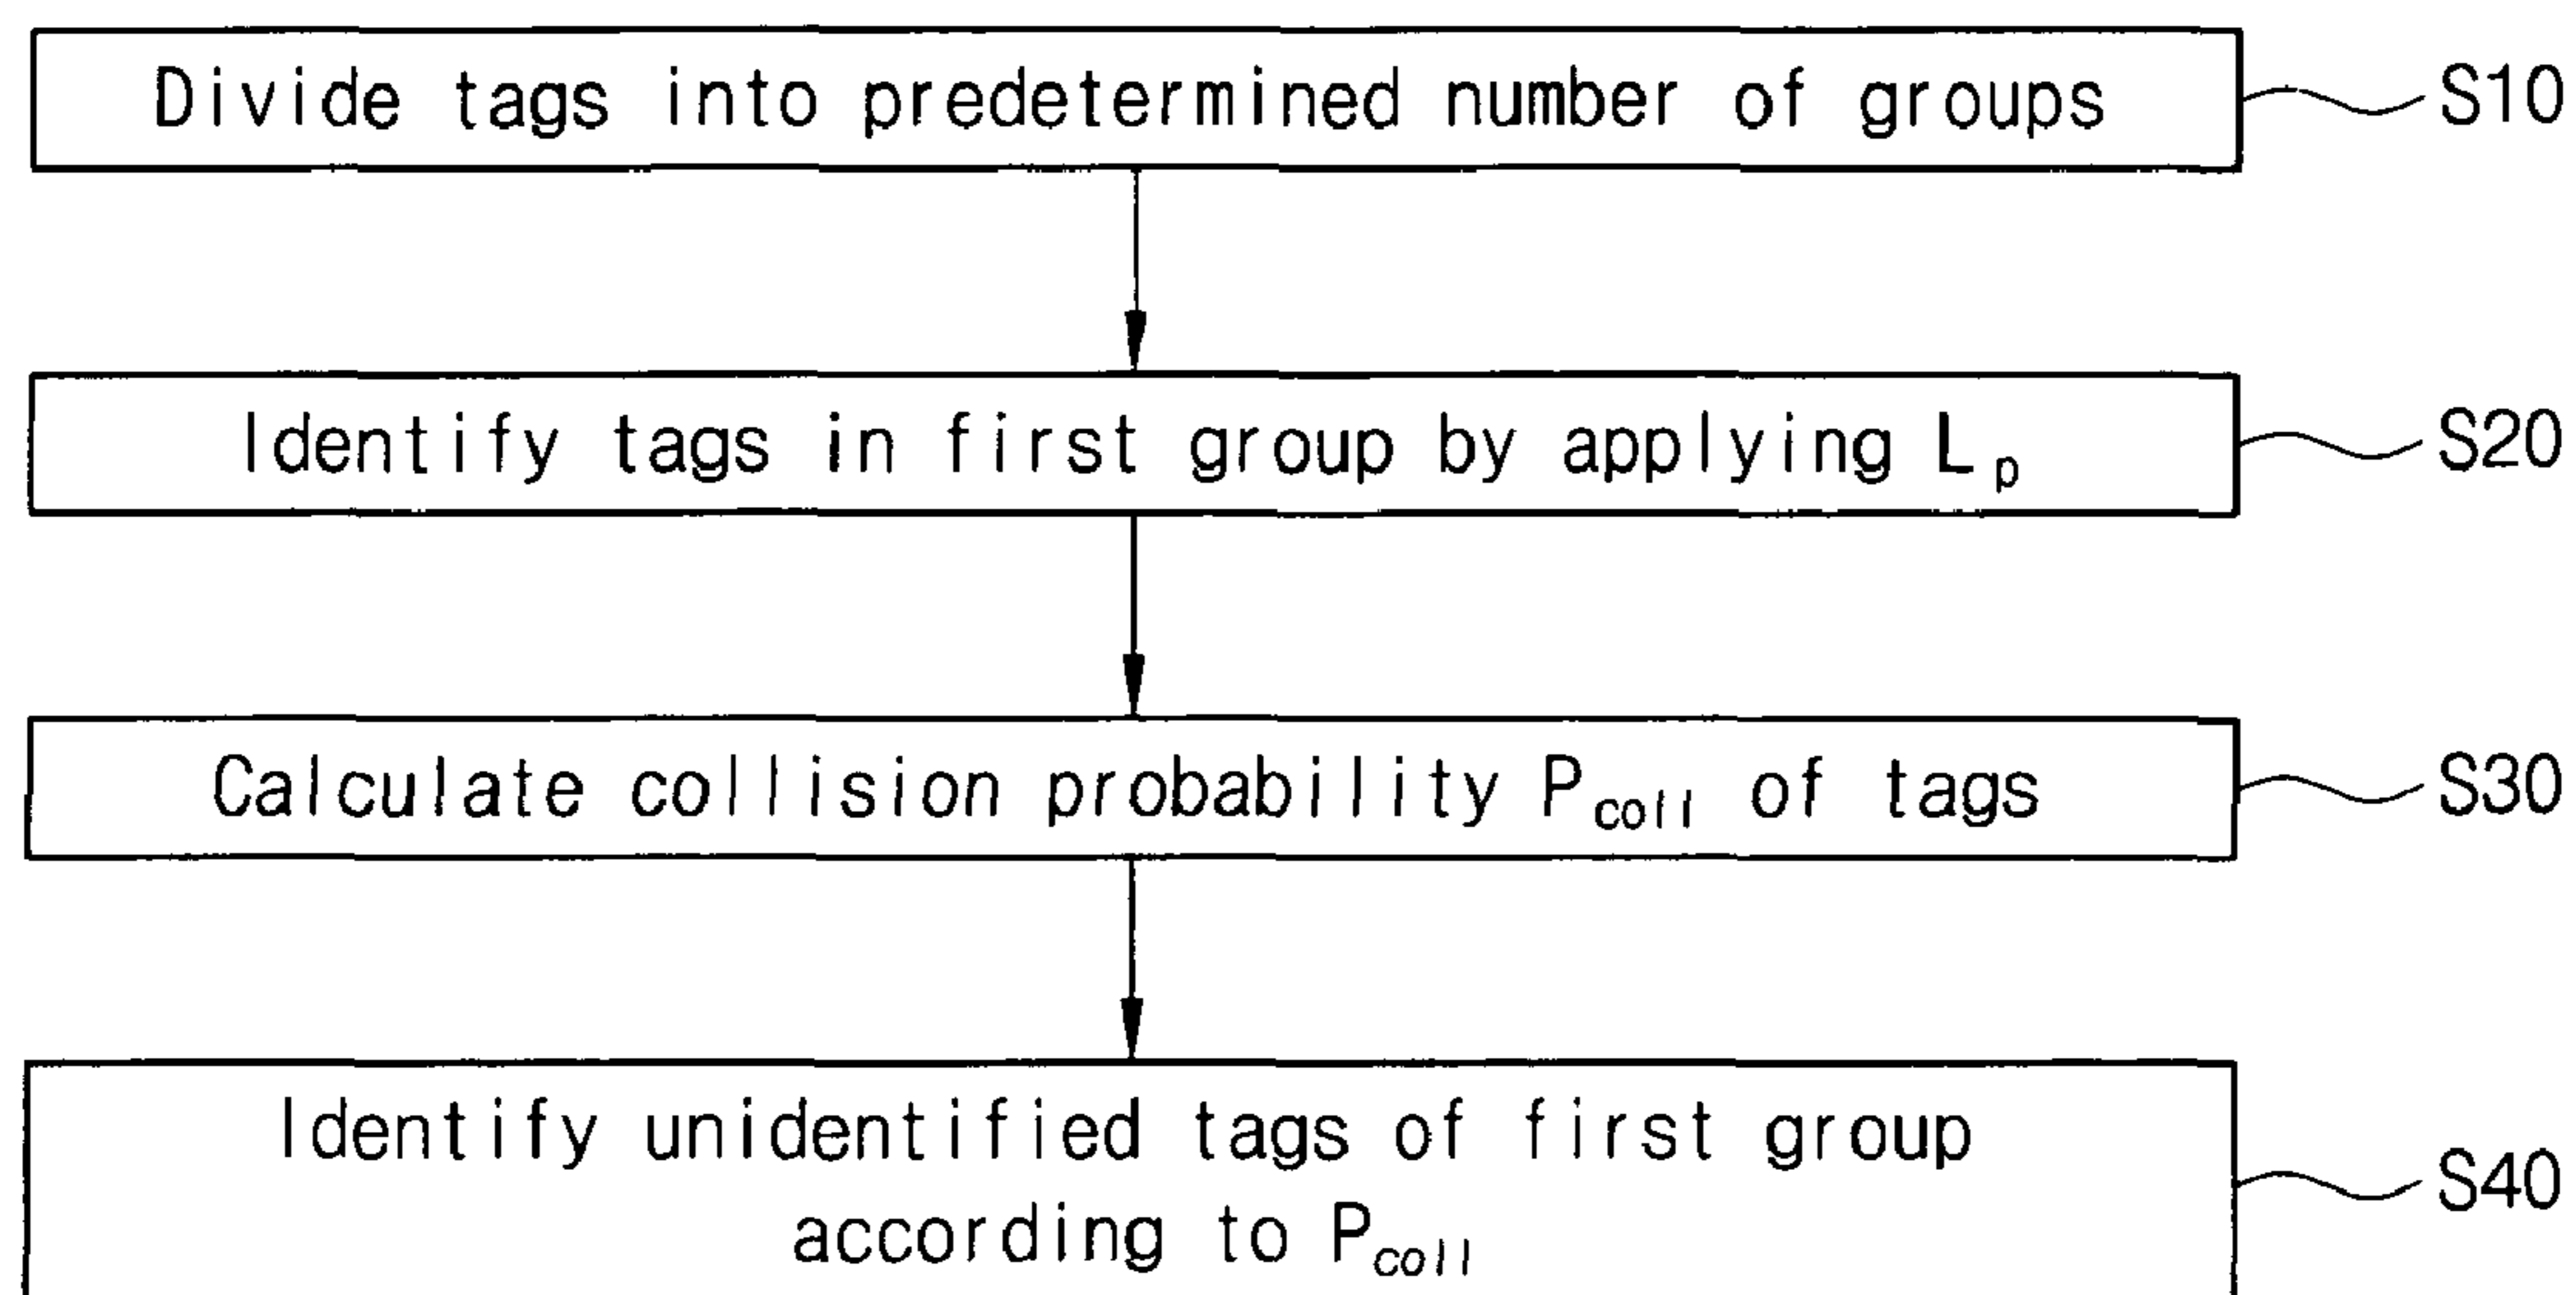 Divide tags into predetermined number of groups S10
Identify tags in first group by applying Lp S20
Calculate collision probability Pcoll of tags S30
Identify unidentified tags of first group
according to Pcoll S40